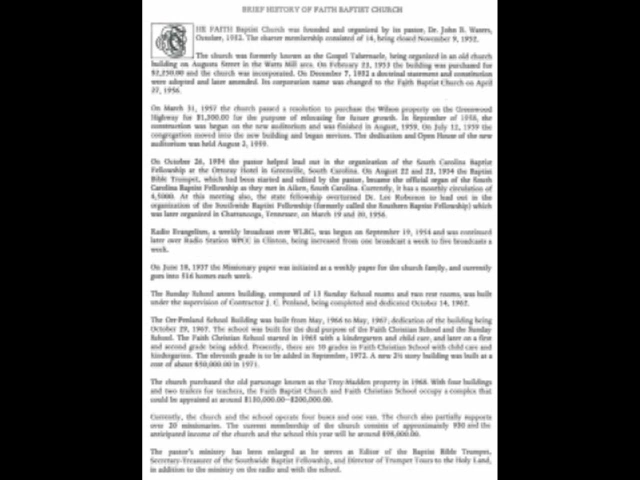 BRIEF HISTORY OF FAITH BAPTIST CHURCH
THE FAITH Baptist Church was founded and organized by its pastor, Dr. John B. Waters,
October, 1952. The charter membership consisted of 14, being closed November 9, 1952.
The church was formerly known as the Gospel Tabernacle, being organized in an old church
building on Augusta Street in the Watts Mill area. On February 23, 1953 the building was purchased for
$2,250.00 and the church was incorporated. On December 7, 1952 a doctrinal statement and constitution
were adopted and later amended. Its corporation name was changed to the Faith Baptist Church on April
27, 1956.
On March 31, 1957 the church passed a resolution to purchase the Wilson property on the Greenwood
Highway for $1,500.00 for the purpose of relocating for future growth. In September of 1958, the
construction was begun on the new auditorium and was finished in August, 1959. On July 12, 1959 the
congregation moved into the new building and began services. The dedication and Open House of the new
auditorium was held August 2, 1959.
On October 26, 1954 the pastor helped lead out in the organization of the South Carolina Baptist
Fellowship at the Ottaray Hotel in Greenville, South Carolina. On August 22 and 23, 1954 the Baptist
Bible Trumpet, which had been started and edited by the pastor, became the official organ of the South
Carolina Baptist Fellowship as they met in Aiken, South Carolina. Currently, it has a monthly circulation of
4,5000. At this meeting also, the state fellowship overturned Dr. Lee Roberson to lead out in the
organization of the Southwide Baptist Fellowship (formerly called the Southern Baptist Fellowship) which
was later organized in Chattanooga, Tennessee, on March 19 and 20, 1956.
Radio Evangelism, a weekly broadcast over WLBG, was begun on September 19, 1954 and was continued
later over Radio Station WPCC in Clinton, being increased from one broadcast a week to five broadcasts a
week.
On June 18, 1957 the Missionary paper was initiated as a weekly paper for the church family, and currently
goes into 516 homes each week.
The Sunday School annex building, composed of 13 Sunday School rooms and two rest rooms, was built
under the supervision of Contractor J. C. Penland, being completed and dedicated October 14, 1962.
The Orr-Penland School Building was built from May, 1966 to May, 1967; dedication of the building being
October 29, 1967. The school was built for the dual purpose of the Faith Christian School and the Sunday
School. The Faith Christian School started in 1965 with a kindergarten and child care, and later on a first
and second grade being added. Presently, there are 10 grades in Faith Christian School with child care and
kindergarten. The eleventh grade is to be added in September, 1972. A new 2½ story building was built at a
cost of about $50,000.00 in 1971.
The church purchased the old parsonage known as the Troy-Madden property in 1968. With four buildings
and two trailers for teachers, the Faith Baptist Church and Faith Christian School occupy a complex that
could be appraised at around $150,000.00—$200,000.00.
Currently, the church and the school operate four buses and one van. The church also partially supports
over 20 missionaries. The current membership of the church consists of approximately 950 and the
anticipated income of the church and the school this year will be around $98,000.00.
The pastor's ministry has been enlarged as he serves as Editor of the Baptist Bible Trumpet,
Secretary-Treasurer of the Southwide Baptist Fellowship, and Director of Trumpet Tours to the Holy Land,
in addition to the ministry on the radio and with the school.